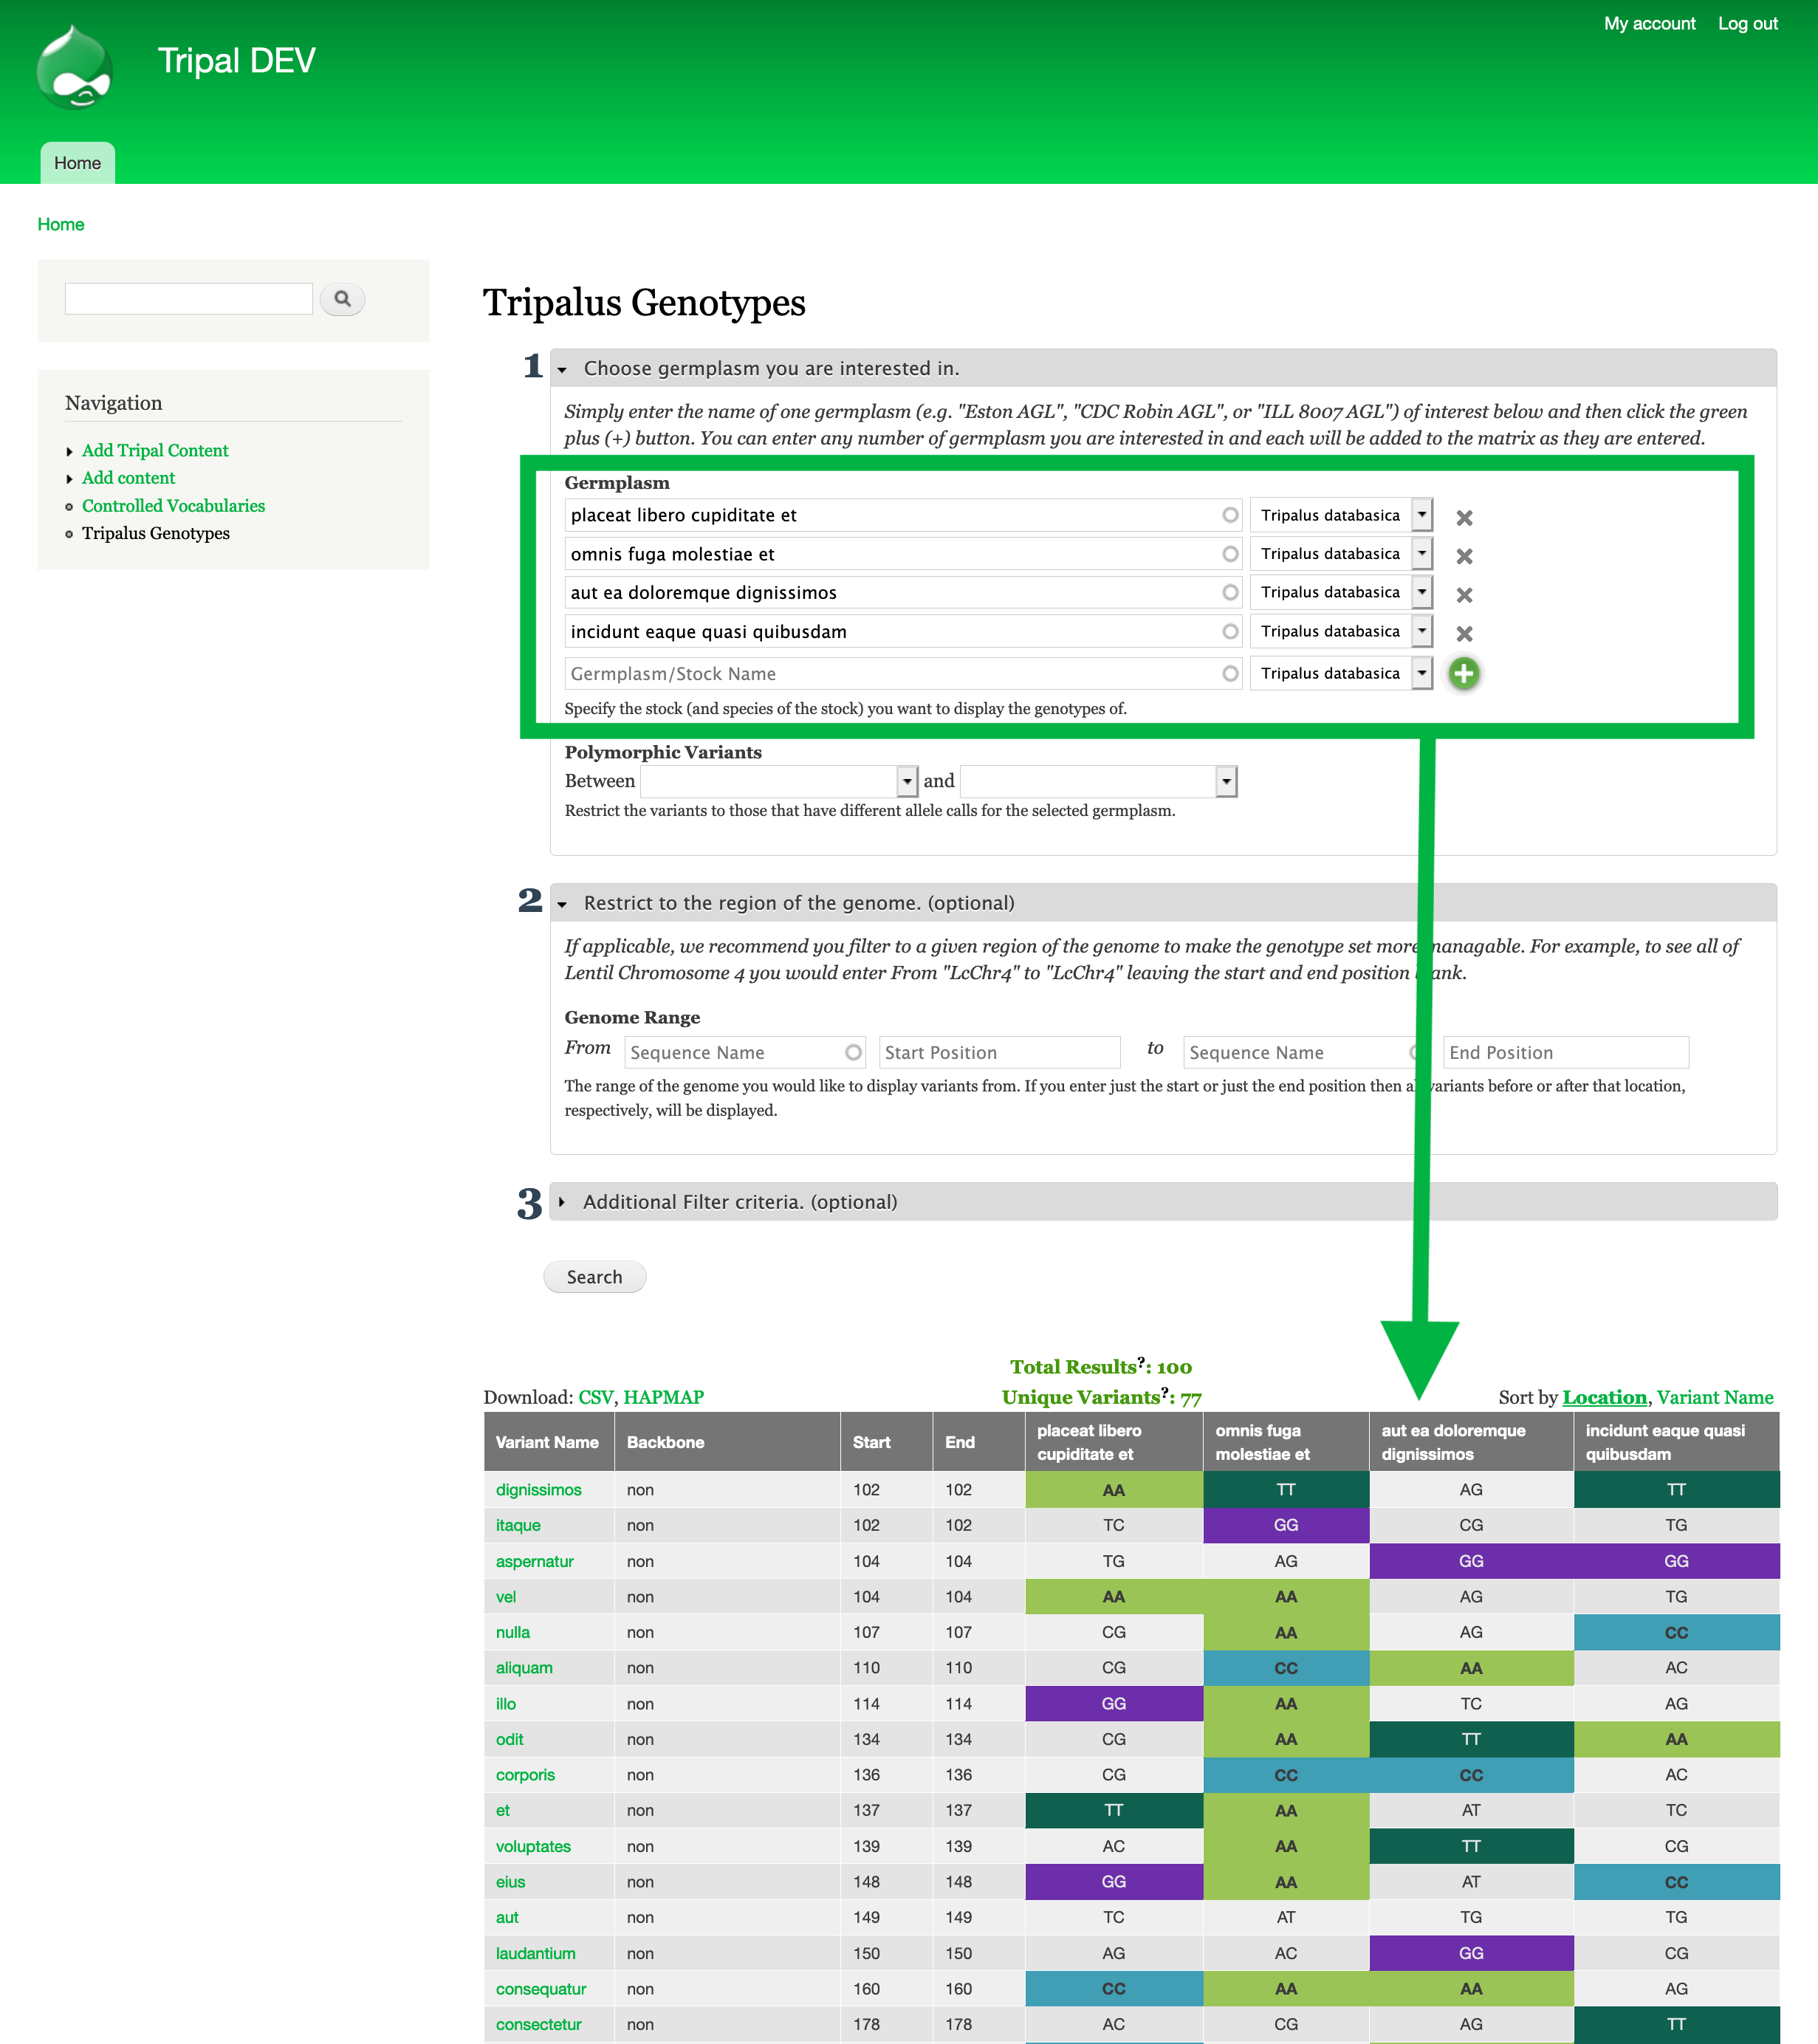 My account Log out
Tripal DEV
Home
Home
Navigation
Add Tripal Content
Add content
Controlled Vocabularies
Tripalus Genotypes
Tripalus Genotypes
1 Choose germplasm you are interested in.
Simply enter the name of one germplasm (e.g. "Eston AGL", "CDC Robin AGL", or "ILL 8007 AGL") of interest below and then click the green
plus (+) button. You can enter any number of germplasm you are interested in and each will be added to the matrix as they are entered.
Germplasm
placeat libero cupiditate et Tripalus databasica
omnis fuga molestiae et Tripalus databasica
aut ea doloremque dignissimos Tripalus databasica
incidunt eaque quasi quibusdam Tripalus databasica
Germplasm/Stock Name Tripalus databasica
Specify the stock (and species of the stock) you want to display the genotypes of.
Polymorphic Variants
Between and
Restrict the variants to those that have different allele calls for the selected germplasm.
2 Restrict to the region of the genome. (optional)
If applicable, we recommend you filter to a given region of the genome to make the genotype set more managable. For example, to see all of
Lentil Chromosome 4 you would enter From "LcChr4" to "LcChr4" leaving the start and end position blank.
Genome Range
From Sequence Name Start Position to Sequence Name End Position
The range of the genome you would like to display variants from. If you enter just the start or just the end position then all variants before or after that location,
respectively, will be displayed.
3 Additional Filter criteria. (optional)
Search
Total Results?: 100
Download: CSV, HAPMAP Unique Variants?: 77 Sort by Location, Variant Name
Variant Name Backbone Start End placeat libero cupiditate et omnis fuga molestiae et aut ea doloremque dignissimos incidunt eaque quasi quibusdam
dignissimos non 102 102 AA TT AG TT
itaque non 102 102 TC GG CG TG
aspernatur non 104 104 TG AG GG GG
vel non 104 104 AA AA AG TG
nulla non 107 107 CG AA AG CC
aliquam non 110 110 CG CC AA AC
illo non 114 114 GG AA TC AG
odit non 134 134 CG AA TT AA
corporis non 136 136 CG CC CC AC
et non 137 137 TT AA AT TC
voluptates non 139 139 AC AA TT CG
eius non 148 148 GG AA AT CC
aut non 149 149 TC AT TG TG
laudantium non 150 150 AG AC GG CG
consequatur non 160 160 CC AA AA AG
consectetur non 178 178 AC CG AG TT